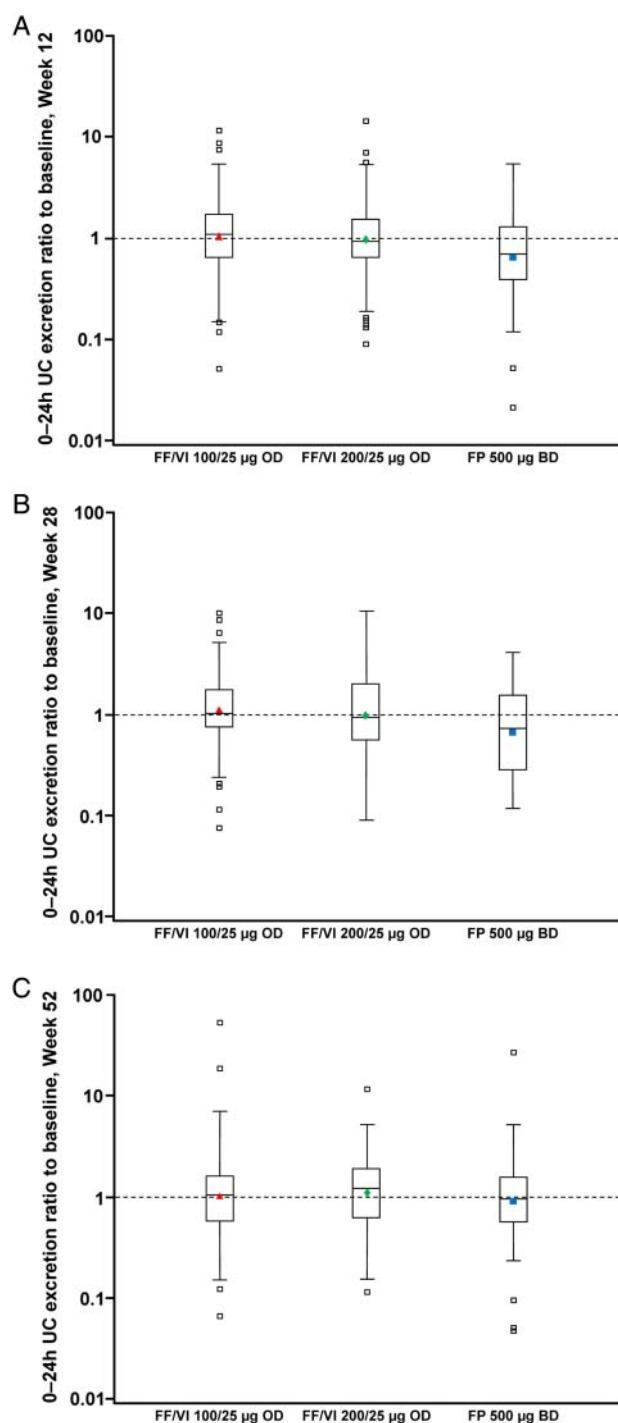 A
0–24h UC excretion ratio to baseline, Week 12
100
10
1
0.1
0.01
FF/VI 100/25 µg OD FF/VI 200/25 µg OD FP 500 µg BD
B
0–24h UC excretion ratio to baseline, Week 28
100
10
1
0.1
0.01
FF/VI 100/25 µg OD FF/VI 200/25 µg OD FP 500 µg BD
C
0–24h UC excretion ratio to baseline, Week 52
100
10
1
0.1
0.01
FF/VI 100/25 µg OD FF/VI 200/25 µg OD FP 500 µg BD